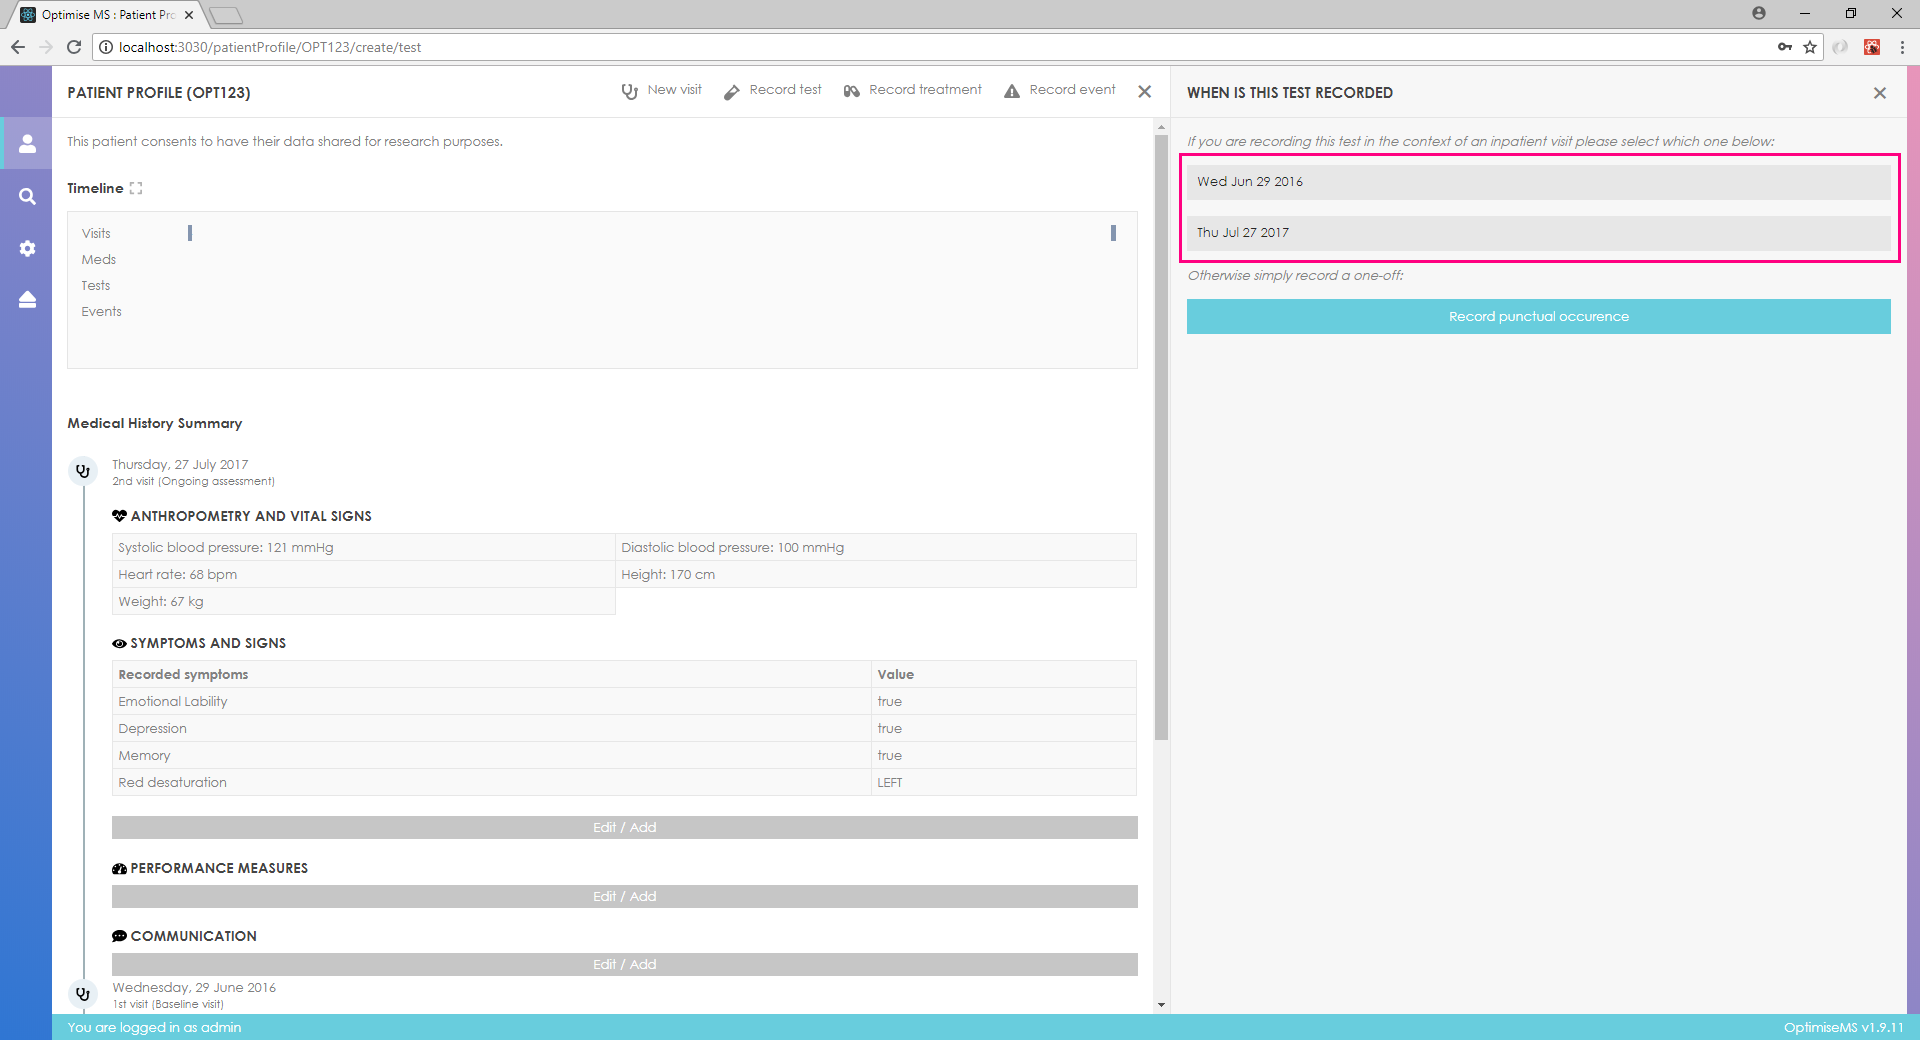 Optimise MS : Patient Pro
localhost:3030/patientProfile/OPT123/create/test
PATIENT PROFILE (OPT123)
New visit
Record test
Record treatment
Record event
This patient consents to have their data shared for research purposes.
Timeline
Visits
Meds
Tests
Events
Medical History Summary
Thursday, 27 July 2017
2nd visit (Ongoing assessment)
ANTHROPOMETRY AND VITAL SIGNS
Systolic blood pressure: 121 mmHg
Diastolic blood pressure: 100 mmHg
Heart rate: 68 bpm
Height: 170 cm
Weight: 67 kg
SYMPTOMS AND SIGNS
Recorded symptoms
Value
Emotional Lability
true
Depression
true
Memory
true
Red desaturation
LEFT
Edit / Add
PERFORMANCE MEASURES
Edit / Add
COMMUNICATION
Edit / Add
Wednesday, 29 June 2016
1st visit (Baseline visit)
WHEN IS THIS TEST RECORDED
If you are recording this test in the context of an inpatient visit please select which one below:
Wed Jun 29 2016
Thu Jul 27 2017
Otherwise simply record a one-off:
Record punctual occurence
You are logged in as admin
OptimiseMS v1.9.11